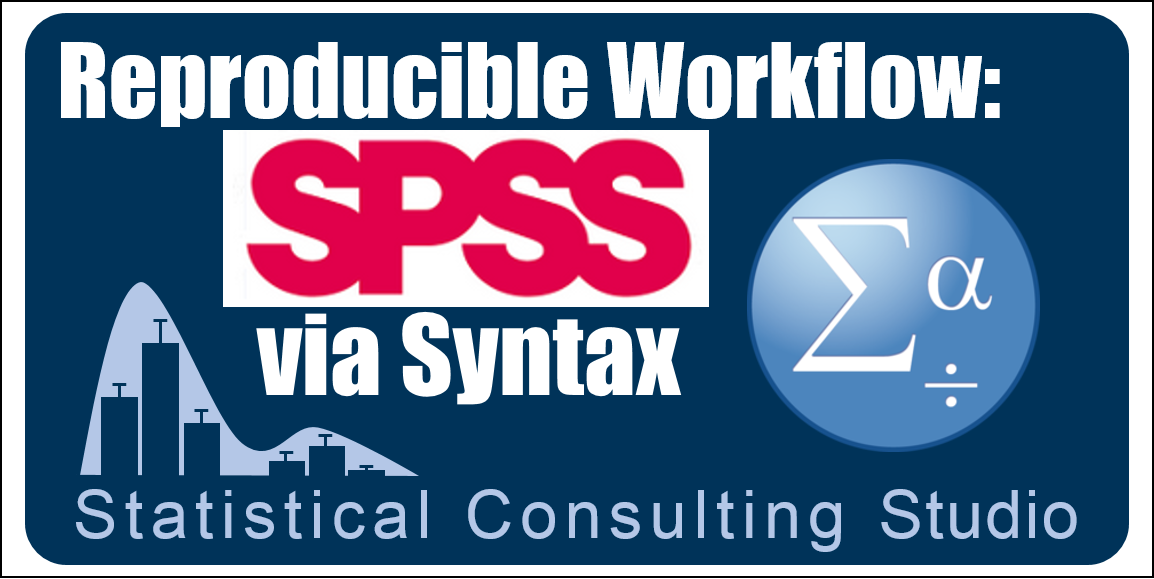 Reproducible Workflow:
SPSS
via Syntax
Σ α
÷
Statistical Consulting Studio